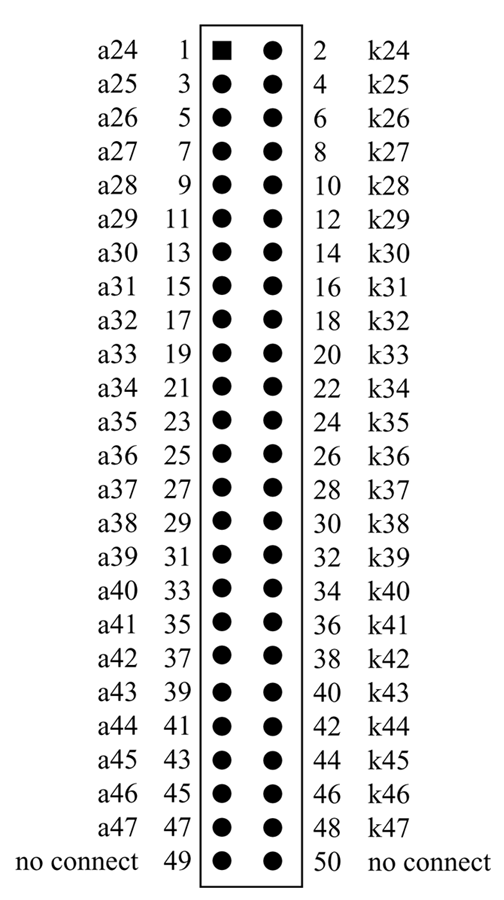 a24 1 2 k24
a25 3 4 k25
a26 5 6 k26
a27 7 8 k27
a28 9 10 k28
a29 11 12 k29
a30 13 14 k30
a31 15 16 k31
a32 17 18 k32
a33 19 20 k33
a34 21 22 k34
a35 23 24 k35
a36 25 26 k36
a37 27 28 k37
a38 29 30 k38
a39 31 32 k39
a40 33 34 k40
a41 35 36 k41
a42 37 38 k42
a43 39 40 k43
a44 41 42 k44
a45 43 44 k45
a46 45 46 k46
a47 47 48 k47
no connect 49 50 no connect